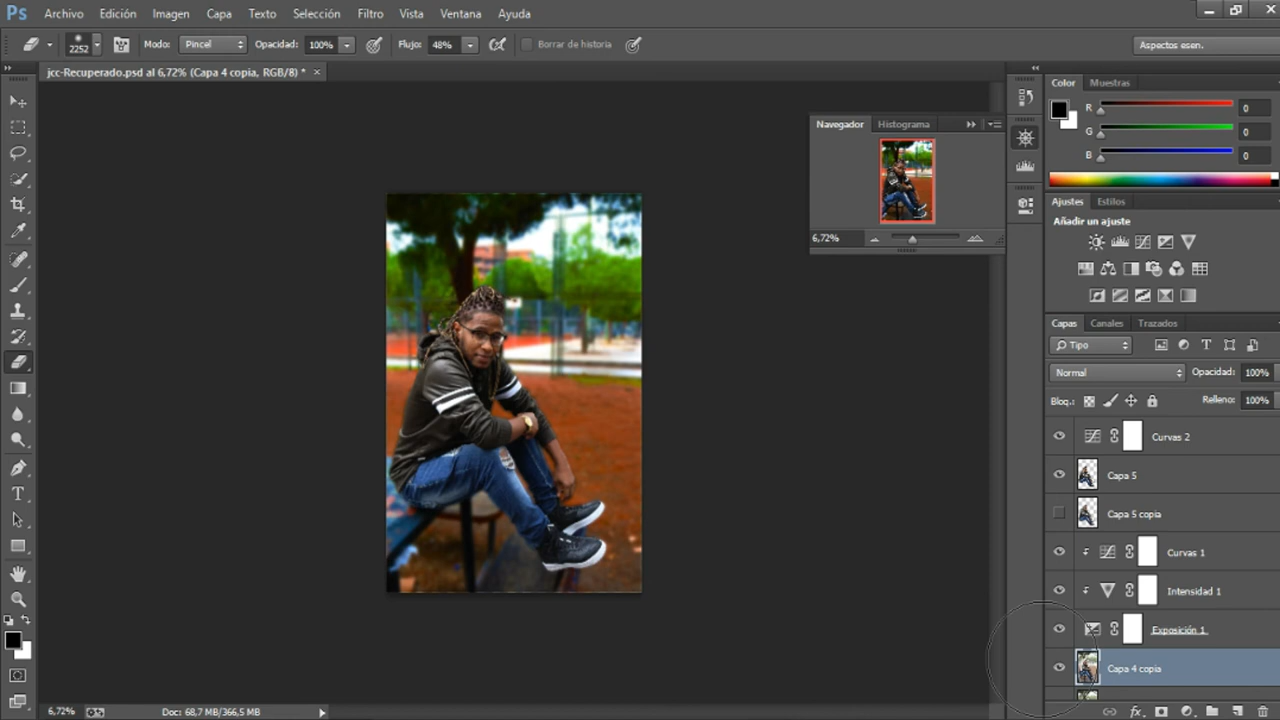 Ps Archivo Edición Imagen Capa Texto Selección Filtro Vista Ventana Ayuda
2252 Modo: Pincel Opacidad: 100% Flujo: 48% Borrar de historia Aspectos esen.
jcc-Recuperado.psd al 6,72% (Capa 4 copia, RGB/8) * ×
Color Muestras
R 0
G 0
B 0
Navegador Histograma
6,72%
Ajustes Estilos
Añadir un ajuste
Capas Canales Trazados
Tipo
Normal Opacidad: 100%
Bloq.: Relleno: 100%
Curvas 2
Capa 5
Capa 5 copia
Curvas 1
Intensidad 1
Exposición 1
Capa 4 copia
6,72% Doc: 68,7 MB/366,5 MB
fx